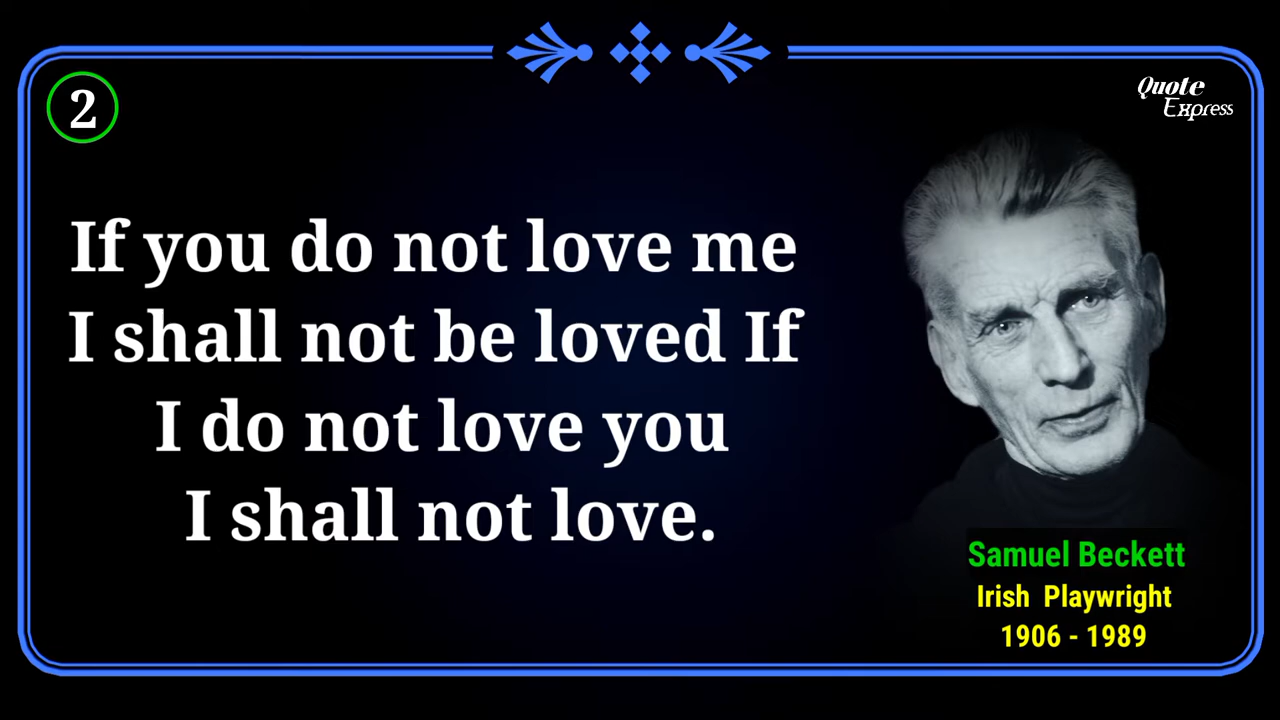 2
Quote
Express
If you do not love me
I shall not be loved If
I do not love you
I shall not love.
Samuel Beckett
Irish Playwright
1906 - 1989